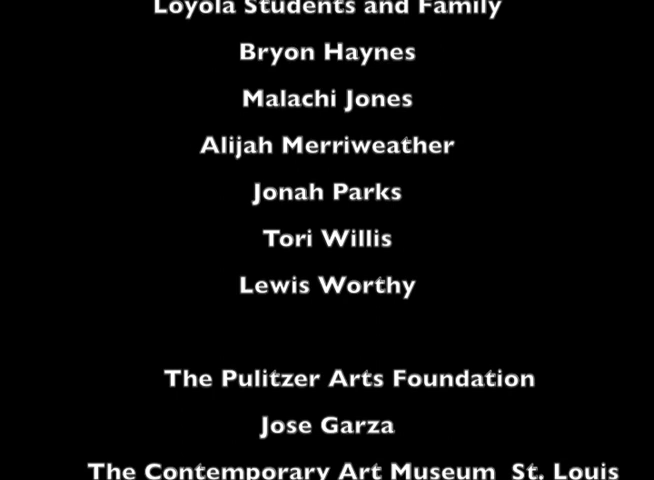 Loyola Students and Family
Bryon Haynes
Malachi Jones
Alijah Merriweather
Jonah Parks
Tori Willis
Lewis Worthy
The Pulitzer Arts Foundation
Jose Garza
The Contemporary Art Museum St. Louis